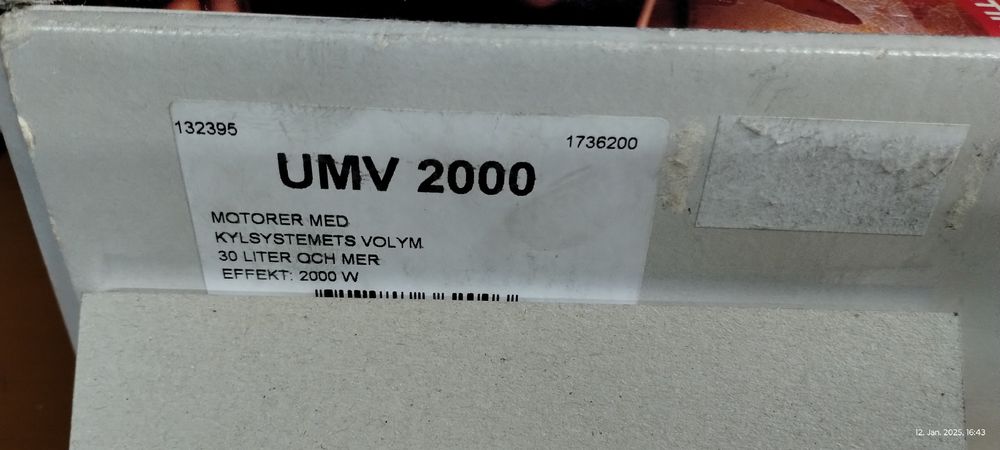 132395
1736200
UMV 2000
MOTORER MED
KYLSYSTEMETS VOLYM
30 LITER OCH MER
EFFEKT: 2000 W
12. Jan. 2025, 16:43